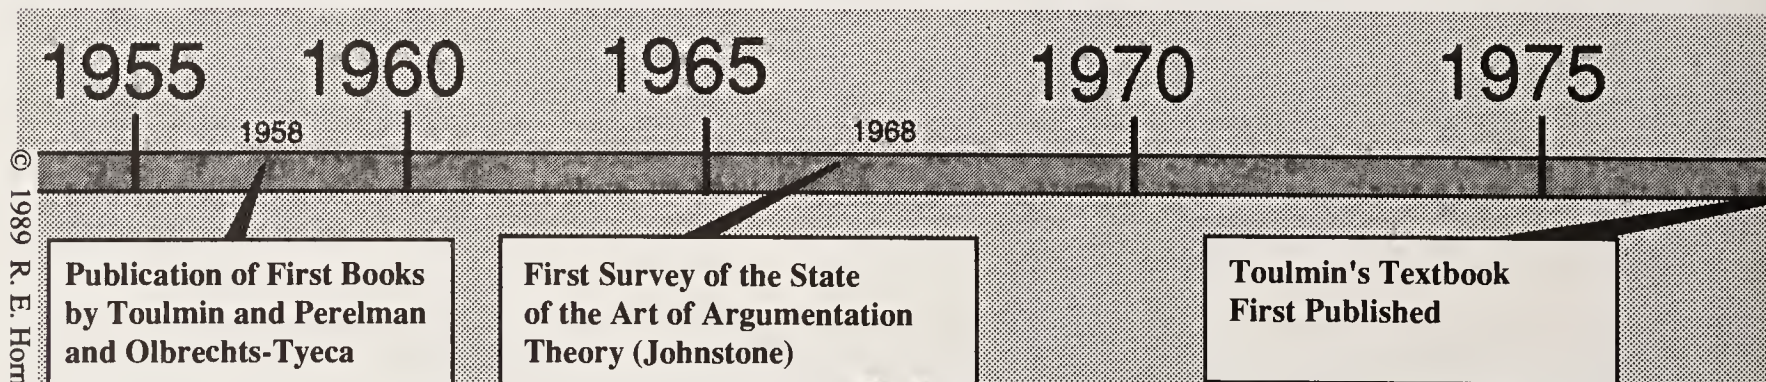 1955 1960 1965 1970 1975
1958 1968
© 1989 R. E. Horn
Publication of First Books
by Toulmin and Perelman
and Olbrechts-Tyeca
First Survey of the State
of the Art of Argumentation
Theory (Johnstone)
Toulmin's Textbook
First Published